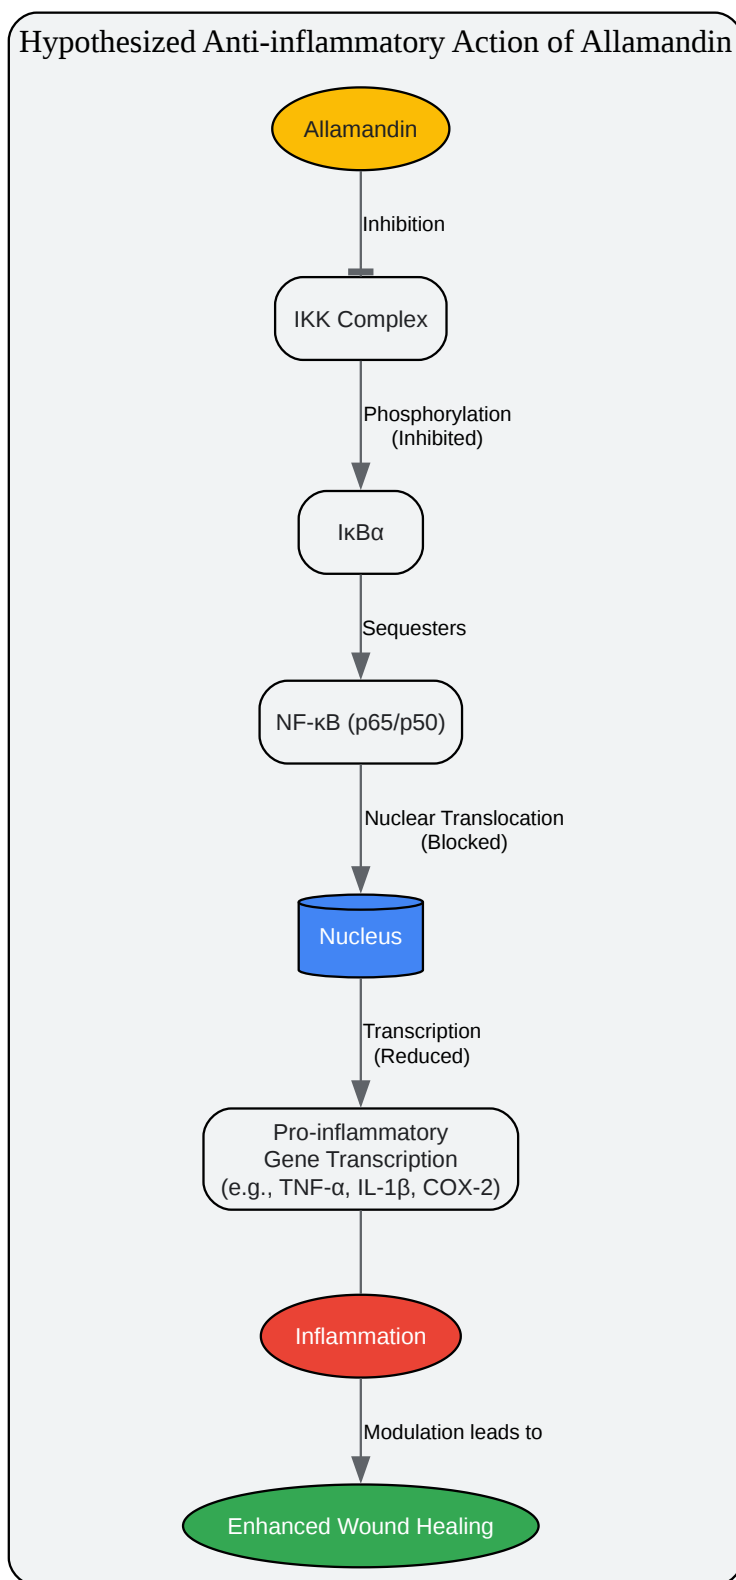 Hypothesized Anti-inflammatory Action of Allamandin
Allamandin
Inhibition
IKK Complex
Phosphorylation
(Inhibited)
IκBα
Sequesters
NF-κB (p65/p50)
Nuclear Translocation
(Blocked)
Nucleus
Transcription
(Reduced)
Pro-inflammatory
Gene Transcription
(e.g., TNF-α, IL-1β, COX-2)
Inflammation
Modulation leads to
Enhanced Wound Healing